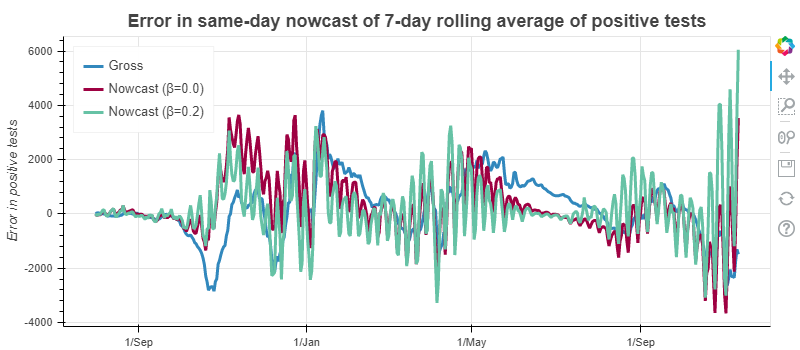 Error in same-day nowcast of 7-day rolling average of positive tests
Error in positive tests
6000
4000
2000
0
-2000
-4000
Gross
Nowcast (β=0.0)
Nowcast (β=0.2)
1/Sep
1/Jan
1/May
1/Sep